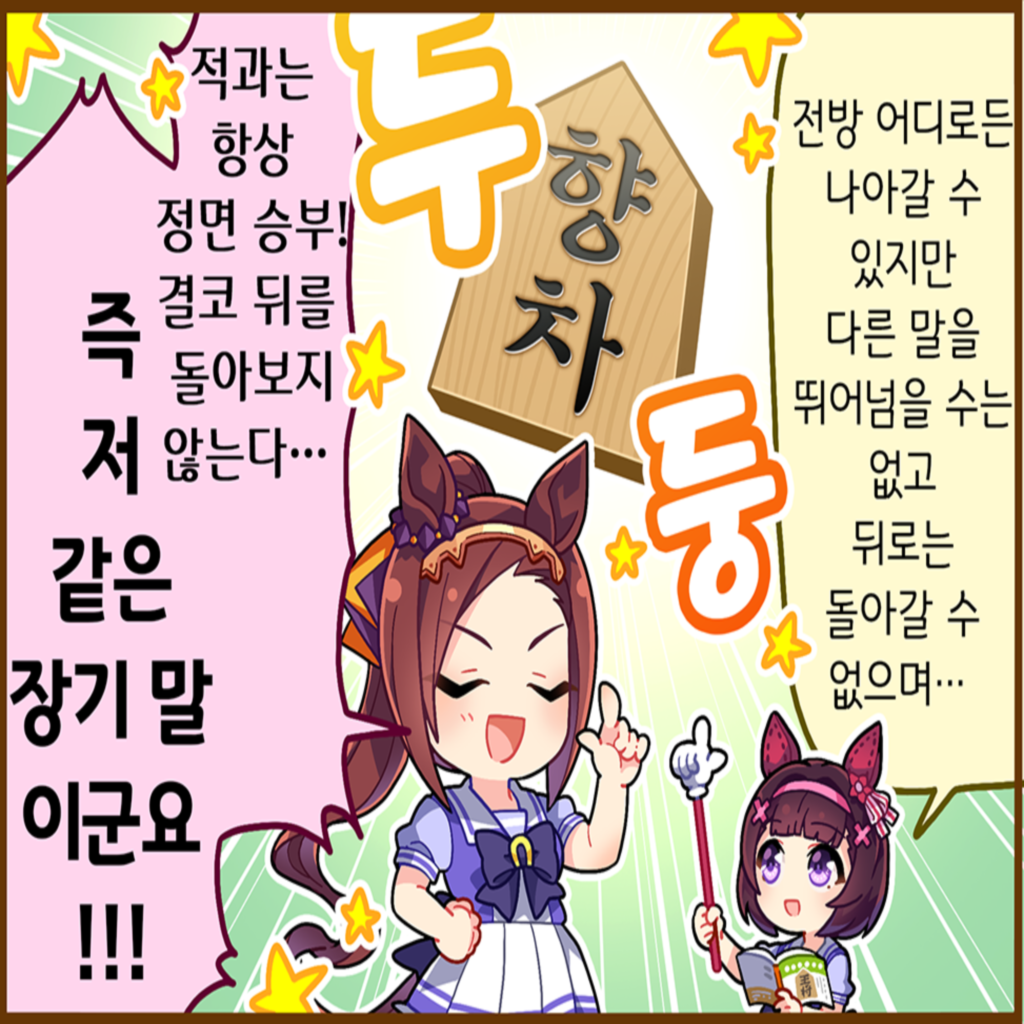 전방 어디로든
나아갈 수
있지만
다른 말을
뛰어넘을 수는
없고
뒤로는
돌아갈 수
없으며…
두
둥
향
차
적과는
항상
정면 승부!
결코 뒤를
돌아보지
않는다…
즉
저
같은
장기 말
이군요
!!!
王将